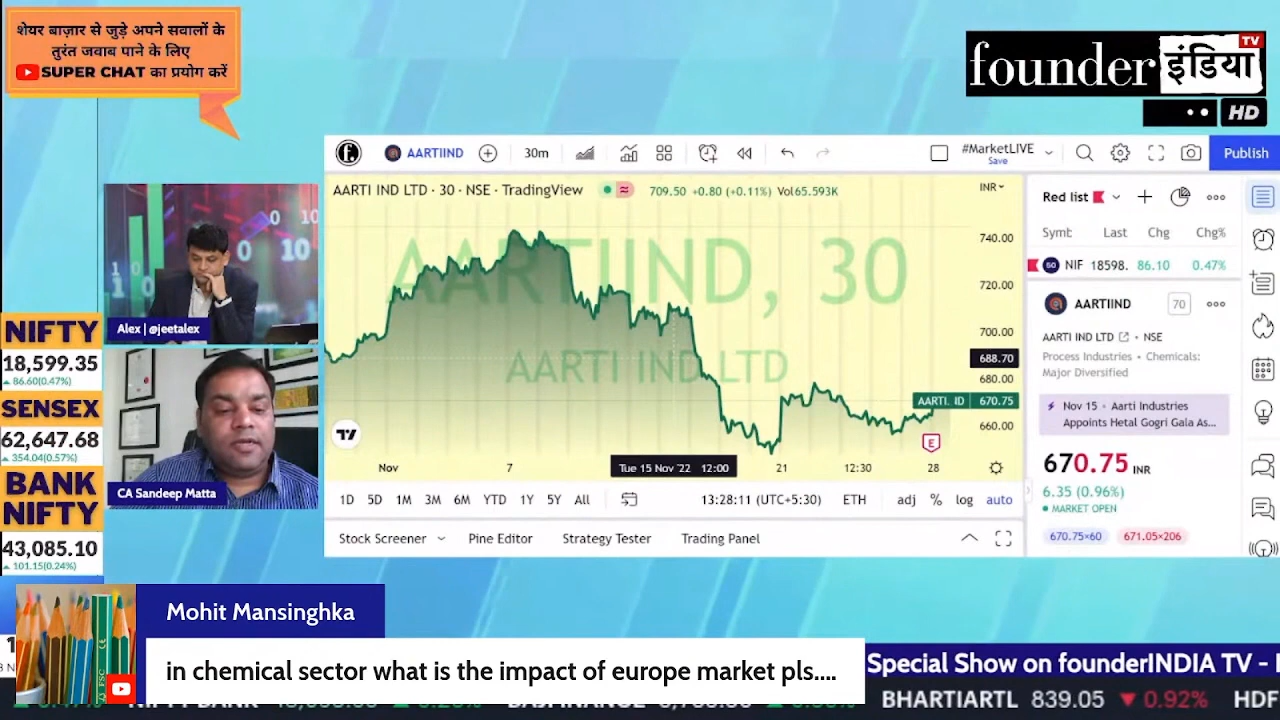 शेयर बाज़ार से जुड़े अपने सवालों के
तुरंत जवाब पाने के लिए
SUPER CHAT का प्रयोग करें
founder इंडिया TV
HD
AARTIIND
30m
#MarketLIVE
Save
Publish
AARTI IND LTD · 30 · NSE · TradingView
709.50 +0.80 (+0.11%) Vol65.593K
INR
AARTIIND, 30
AARTI IND LTD
740.00
720.00
700.00
688.70
680.00
AARTI. ID 670.75
660.00
E
Nov
7
Tue 15 Nov '22 12:00
21
12:30
28
1D 5D 1M 3M 6M YTD 1Y 5Y All
13:28:11 (UTC+5:30)
ETH
adj % log auto
Stock Screener
Pine Editor
Strategy Tester
Trading Panel
Red list
Symb Last Chg Chg%
50 NIF 18598. 86.10 0.47%
AARTIIND
70
AARTI IND LTD · NSE
Process Industries · Chemicals:
Major Diversified
Nov 15 · Aarti Industries
Appoints Hetal Gogri Gala As...
670.75 INR
6.35 (0.96%)
MARKET OPEN
670.75×60
671.05×206
Alex | @jeetalex
CA Sandeep Matta
NIFTY
18,599.35
86.60(0.47%)
SENSEX
62,647.68
354.04(0.57%)
BANK
NIFTY
43,085.10
101.15(0.24%)
Mohit Mansinghka
in chemical sector what is the impact of europe market pls....
Special Show on founderINDIA TV -
BHARTIARTL 839.05 ▼ 0.92% HDF